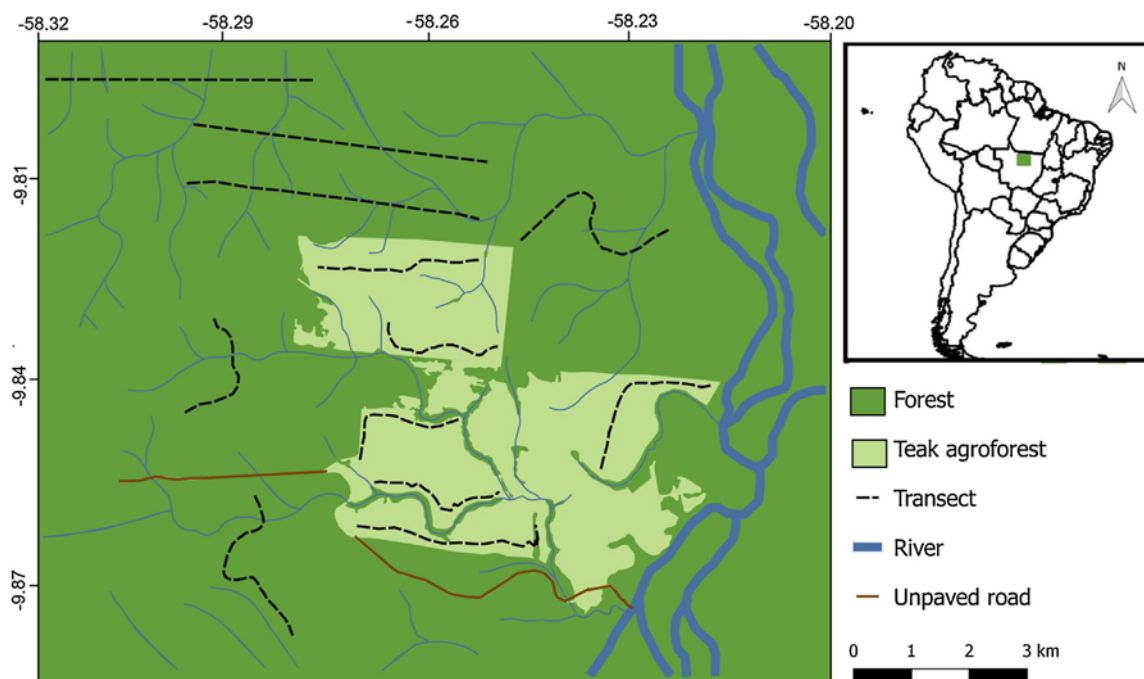 -58.32
-58.29
-58.26
-58.23
-58.20
-9.81
-9.84
-9.87
N
Forest
Teak agroforest
Transect
River
Unpaved road
0 1 2 3 km